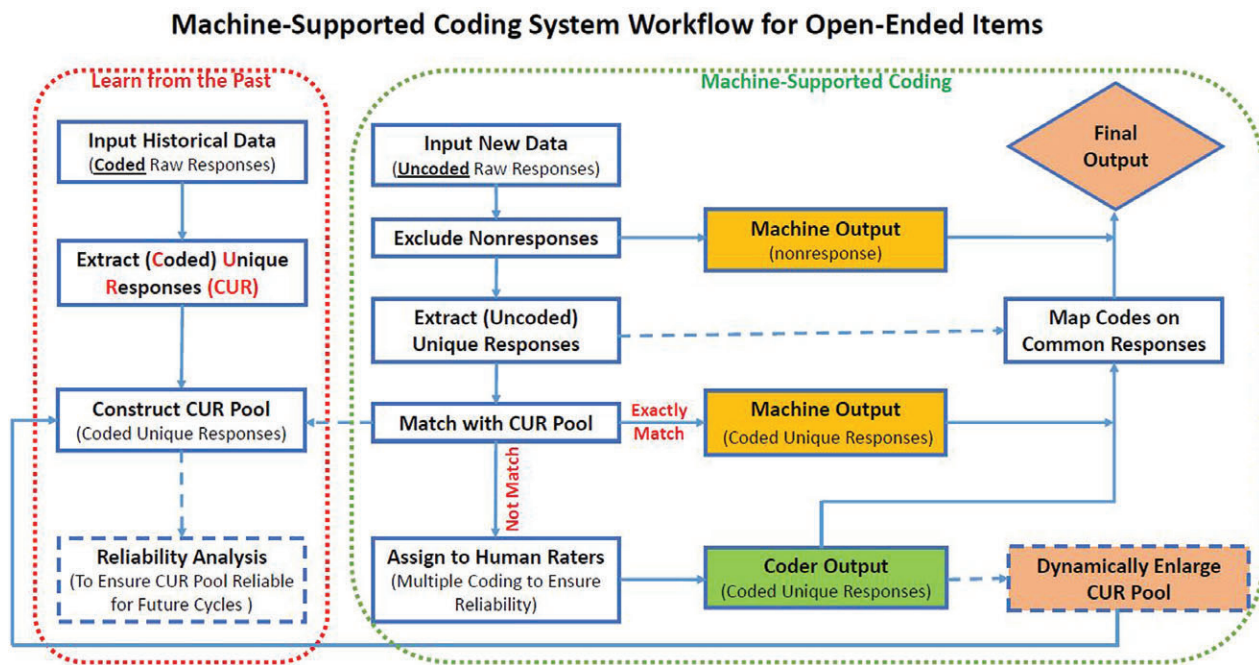 Machine-Supported Coding System Workflow for Open-Ended Items
Learn from the Past
Input Historical Data
(Coded Raw Responses)
Extract (Coded) Unique
Responses (CUR)
Construct CUR Pool
(Coded Unique Responses)
Reliability Analysis
(To Ensure CUR Pool Reliable
for Future Cycles )
Machine-Supported Coding
Input New Data
(Uncoded Raw Responses)
Exclude Nonresponses
Machine Output
(nonresponse)
Final
Output
Extract (Uncoded)
Unique Responses
Map Codes on
Common Responses
Match with CUR Pool
Exactly
Match
Machine Output
(Coded Unique Responses)
Not Match
Assign to Human Raters
(Multiple Coding to Ensure
Reliability)
Coder Output
(Coded Unique Responses)
Dynamically Enlarge
CUR Pool